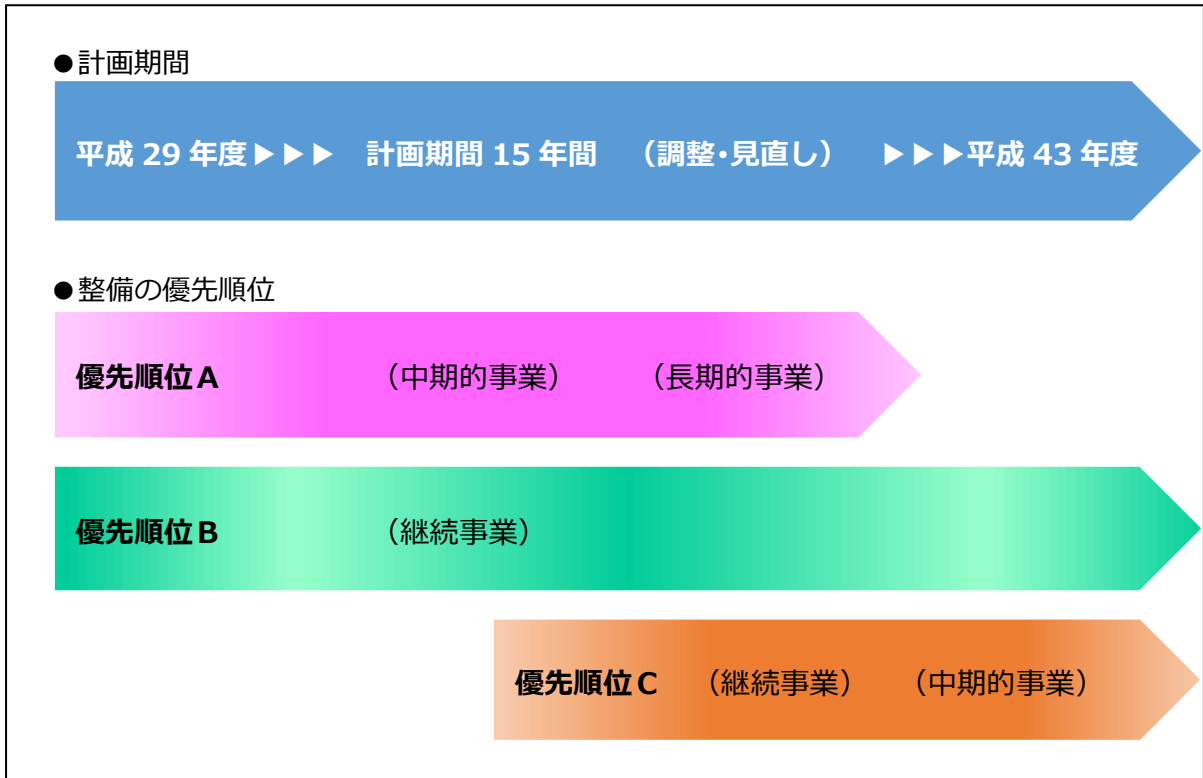 ●計画期間
平成 29 年度▶▶▶ 計画期間 15 年間 （調整・見直し） ▶▶▶平成 43 年度
●整備の優先順位
優先順位A （中期的事業） （長期的事業）
優先順位B （継続事業）
優先順位C （継続事業） （中期的事業）